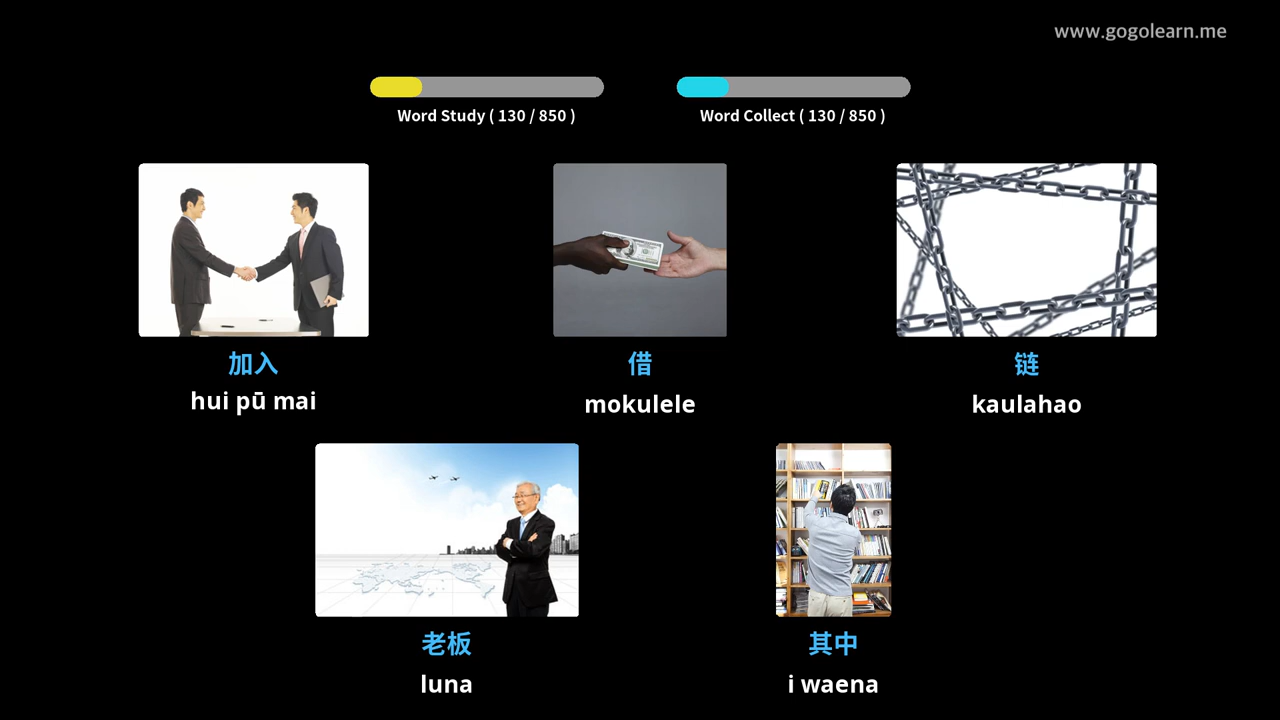 www.gogolearn.me
Word Study ( 130 / 850 )
Word Collect ( 130 / 850 )
加入
hui pū mai
借
mokulele
链
kaulahao
老板
luna
其中
i waena